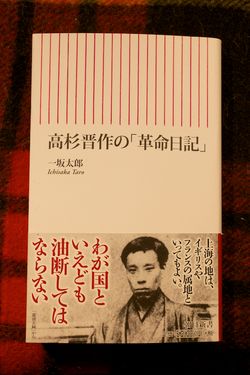 高杉晋作の「革命日記」
一坂太郎
Ichisaka Taro
上海の地は、
イギリスや、
フランスの属地と
いってもよい。
わが国と
いえども
油断しては
ならない